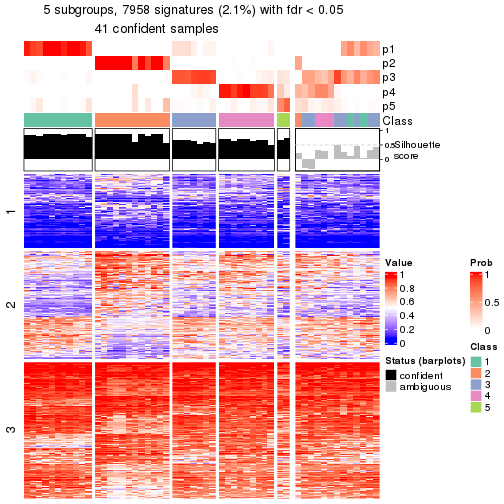 5 subgroups, 7958 signatures (2.1%) with fdr < 0.05
41 confident samples
p1
p2
p3
p4
p5
Class
1
0.5
0
Silhouette
score
1
2
3
Value
1
0.8
0.6
0.4
0.2
0
Prob
1
0.5
0
Status (barplots)
confident
ambiguous
Class
1
2
3
4
5